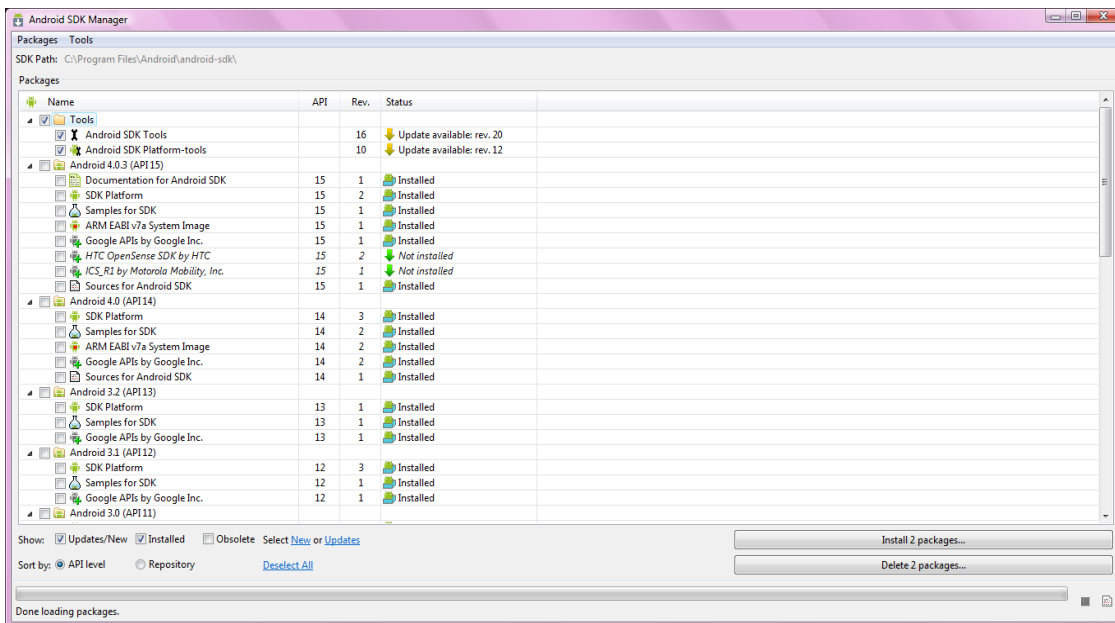 Android SDK Manager
Packages Tools
SDK Path: C:\Program Files\Android\android-sdk\
Packages
Name API Rev. Status
Tools
Android SDK Tools 16 Update available: rev. 20
Android SDK Platform-tools 10 Update available: rev. 12
Android 4.0.3 (API 15)
Documentation for Android SDK 15 1 Installed
SDK Platform 15 2 Installed
Samples for SDK 15 1 Installed
ARM EABI v7a System Image 15 1 Installed
Google APIs by Google Inc. 15 1 Installed
HTC OpenSense SDK by HTC 15 2 Not installed
ICS_R1 by Motorola Mobility, Inc. 15 1 Not installed
Sources for Android SDK 15 1 Installed
Android 4.0 (API 14)
SDK Platform 14 3 Installed
Samples for SDK 14 2 Installed
ARM EABI v7a System Image 14 2 Installed
Google APIs by Google Inc. 14 2 Installed
Sources for Android SDK 14 1 Installed
Android 3.2 (API 13)
SDK Platform 13 1 Installed
Samples for SDK 13 1 Installed
Google APIs by Google Inc. 13 1 Installed
Android 3.1 (API 12)
SDK Platform 12 3 Installed
Samples for SDK 12 1 Installed
Google APIs by Google Inc. 12 1 Installed
Android 3.0 (API 11)
Show: Updates/New Installed Obsolete Select New or Updates Install 2 packages...
Sort by: API level Repository Deselect All Delete 2 packages...
Done loading packages.